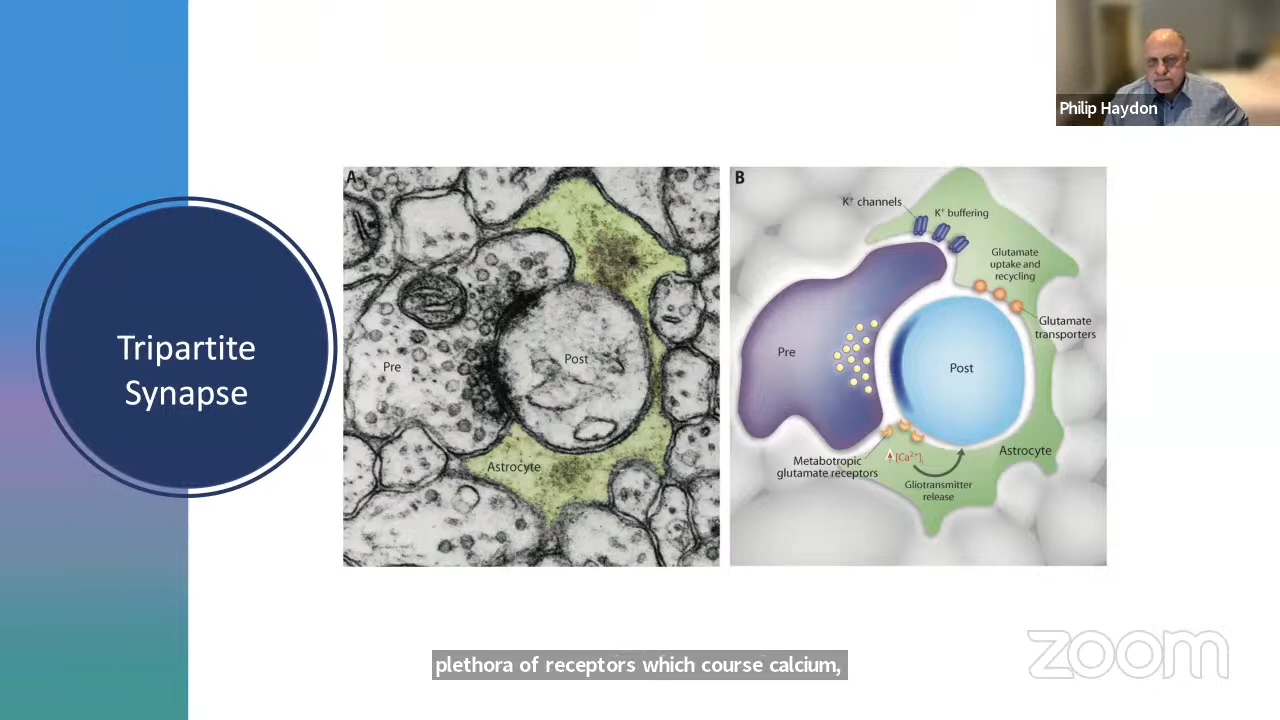 Philip Haydon
Tripartite
Synapse
A
Pre
Post
Astrocyte
B
K+ channels
K+ buffering
Glutamate
uptake and
recycling
Glutamate
transporters
Pre
Post
Astrocyte
Metabotropic
glutamate receptors
[Ca2+]i
Gliotransmitter
release
plethora of receptors which course calcium,
zoom